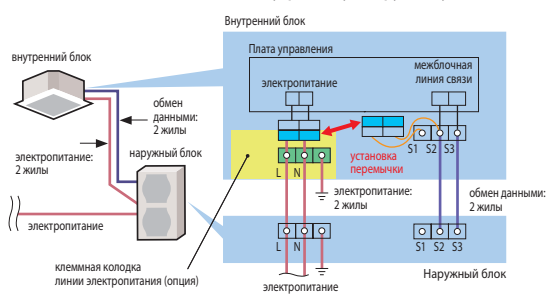 Внутренний блок
Плата управления
внутренний блок
межблочная
линия связи
электропитание
обмен
данными:
2 жилы
S1 S2 S3
установка
перемычки
электропитание:
2 жилы
наружный блок
L N
электропитание:
2 жилы
обмен данными:
2 жилы
электропитание
L N
S1 S2 S3
клеммная колодка
линии электропитания (опция)
Наружный блок
электропитание